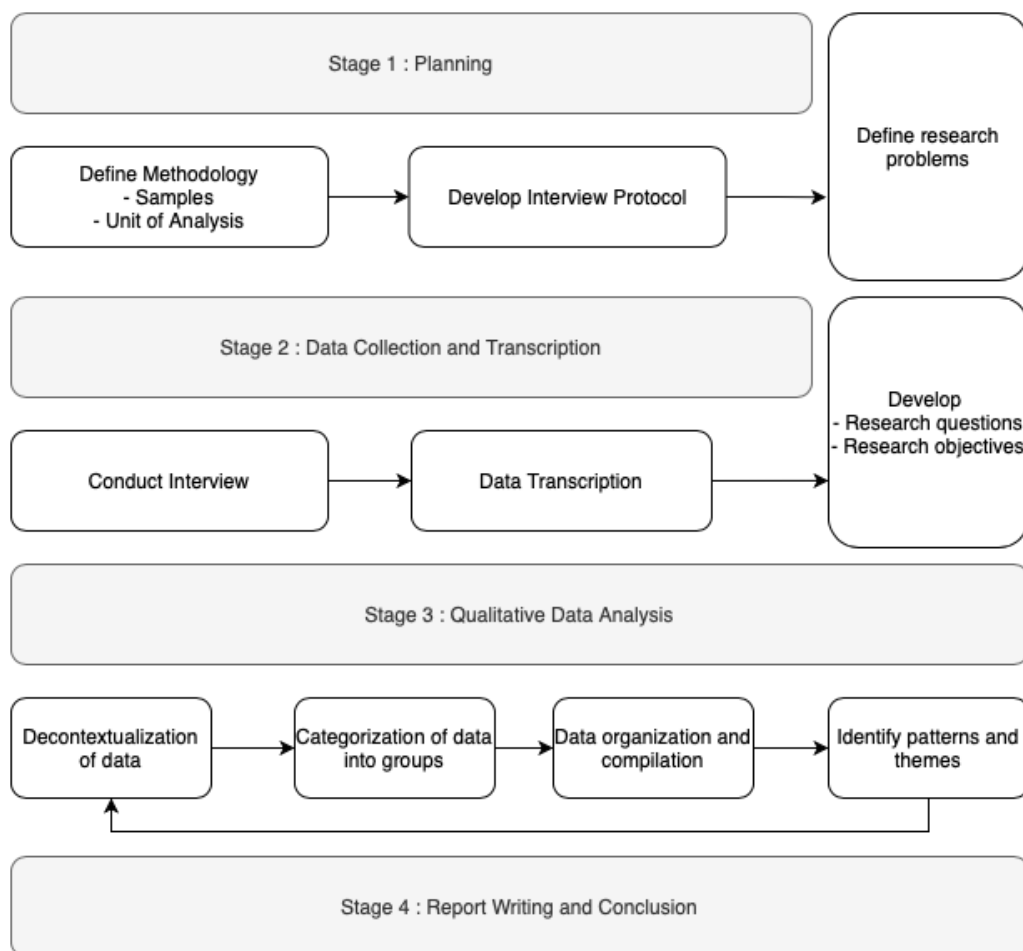 Stage 1 : Planning
Define research
problems
Define Methodology
- Samples
- Unit of Analysis
Develop Interview Protocol
Stage 2 : Data Collection and Transcription
Develop
- Research questions
- Research objectives
Conduct Interview
Data Transcription
Stage 3 : Qualitative Data Analysis
Decontextualization
of data
Categorization of data
into groups
Data organization and
compilation
Identify patterns and
themes
Stage 4 : Report Writing and Conclusion